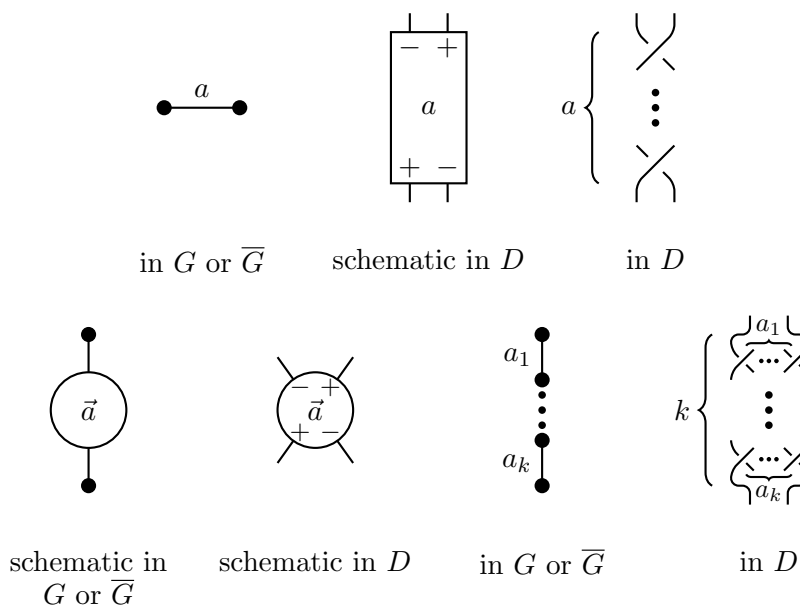 a
− +
a
+ −
a
in G or G̅
schematic in D
in D
a⃗
− +
a⃗
+ −
a₁
aₖ
k
a₁
aₖ
schematic in
G or G̅
schematic in D
in G or G̅
in D